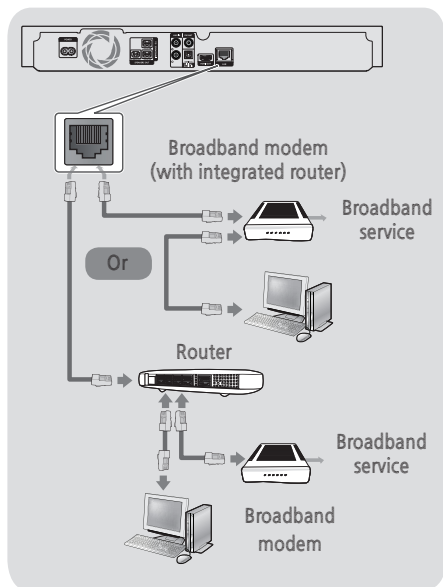 Broadband modem
(with integrated router)
Broadband
service
Or
Router
Broadband
service
Broadband
modem